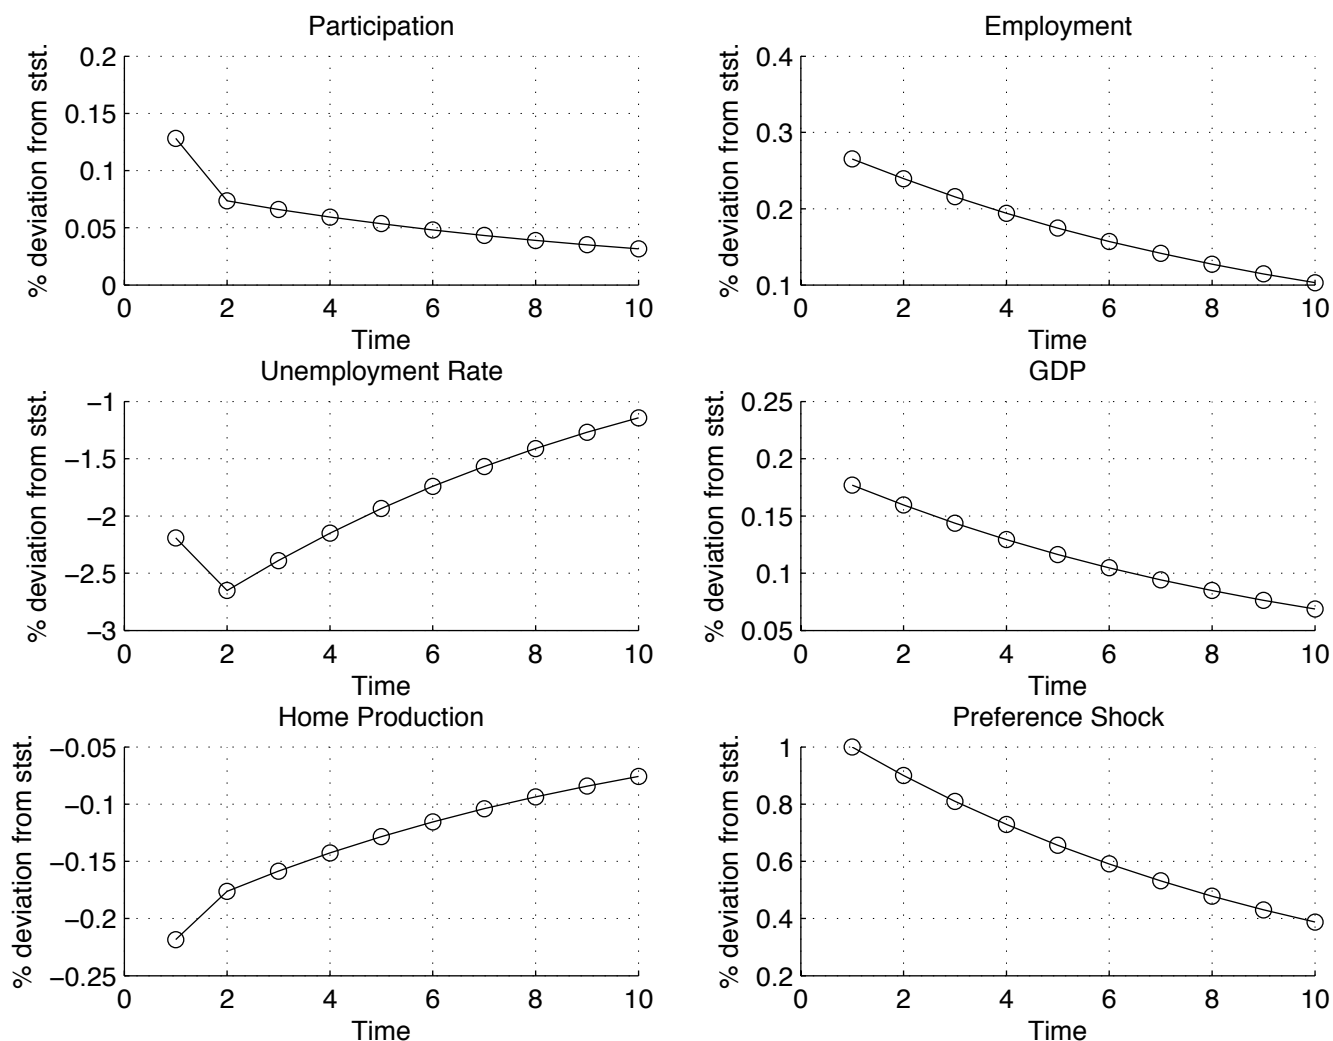 Participation
% deviation from stst.
0.2
0.15
0.1
0.05
0
0 2 4 6 8 10
Time
Employment
% deviation from stst.
0.4
0.3
0.2
0.1
0 2 4 6 8 10
Time
Unemployment Rate
% deviation from stst.
−1
−1.5
−2
−2.5
−3
0 2 4 6 8 10
Time
GDP
% deviation from stst.
0.25
0.2
0.15
0.1
0.05
0 2 4 6 8 10
Time
Home Production
% deviation from stst.
−0.05
−0.1
−0.15
−0.2
−0.25
0 2 4 6 8 10
Time
Preference Shock
% deviation from stst.
1
0.8
0.6
0.4
0.2
0 2 4 6 8 10
Time